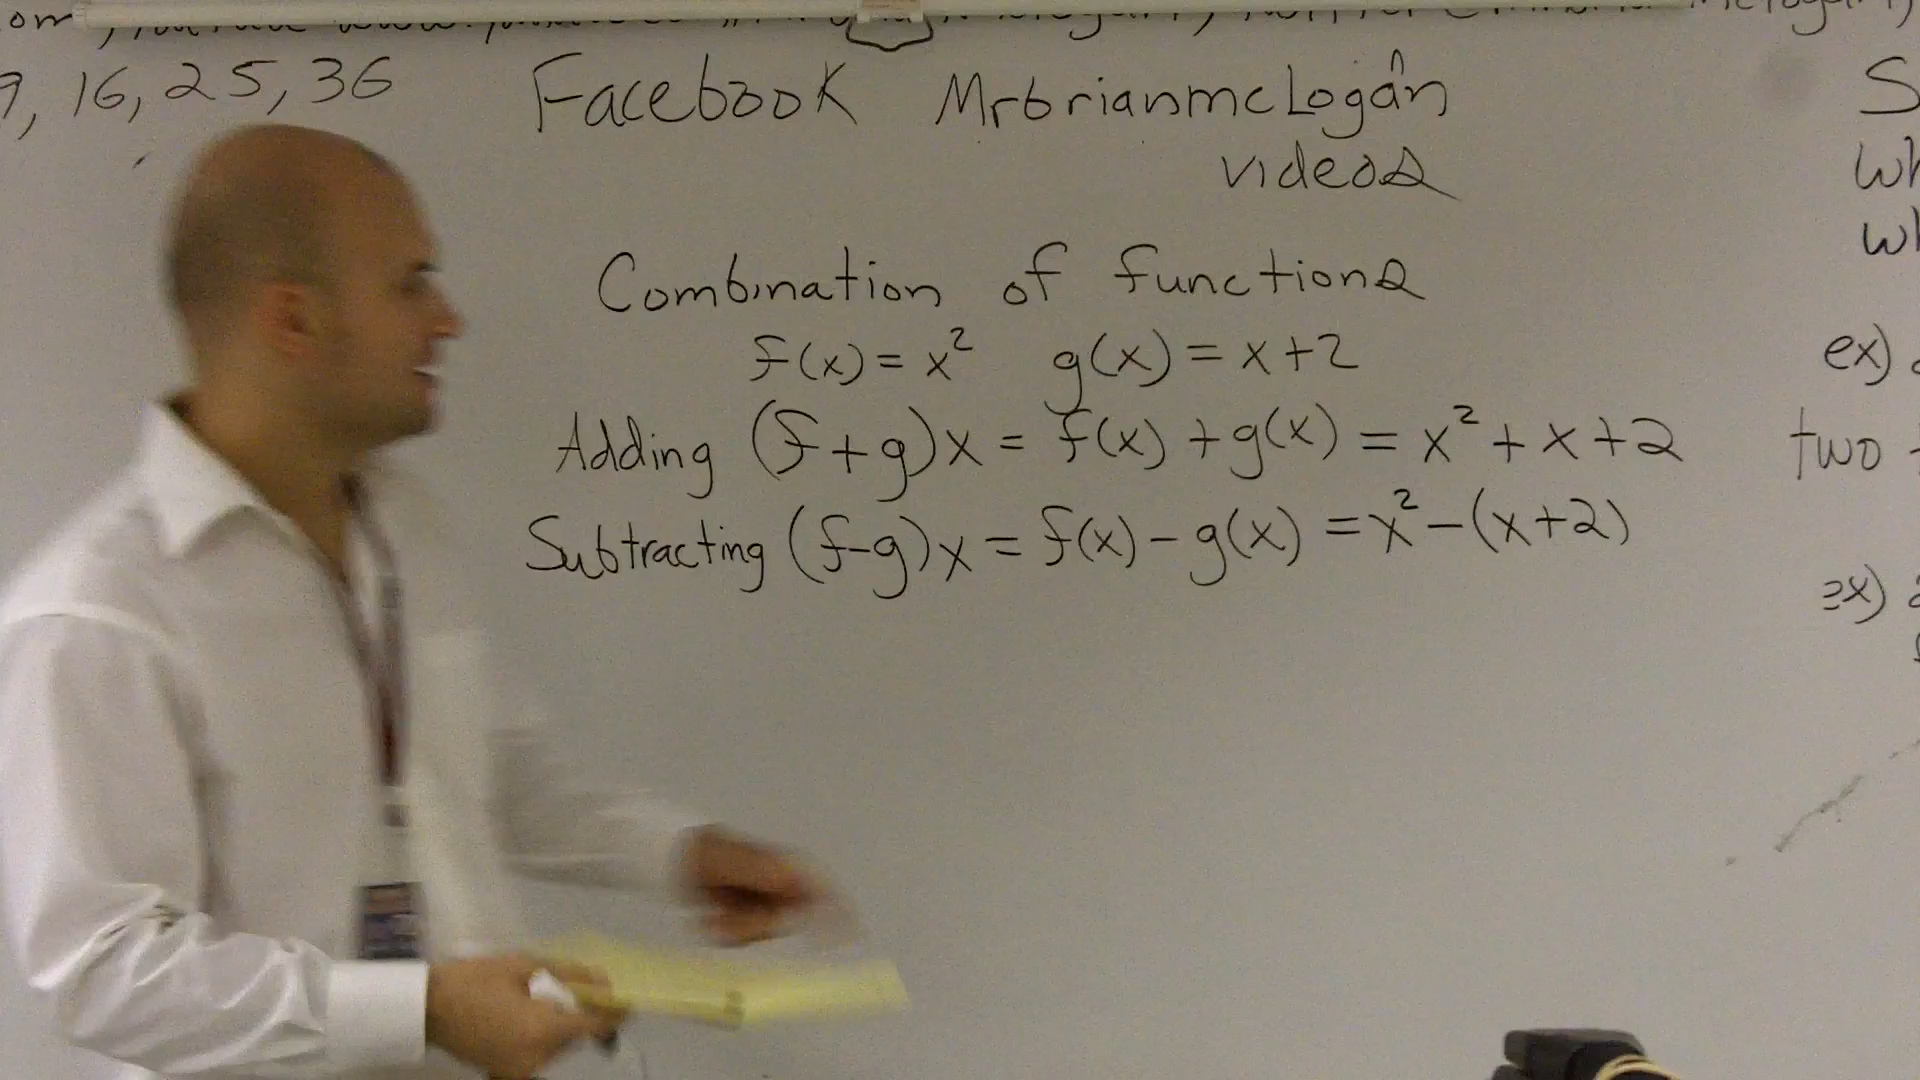 16, 25, 36
Facebook Mrbrianmclogan
videos
Combination of functions
f(x) = x² g(x) = x+2
Adding (f+g)x = f(x) + g(x) = x² + x + 2
Subtracting (f-g)x = f(x) - g(x) = x² - (x+2)
ex)
two
ex)